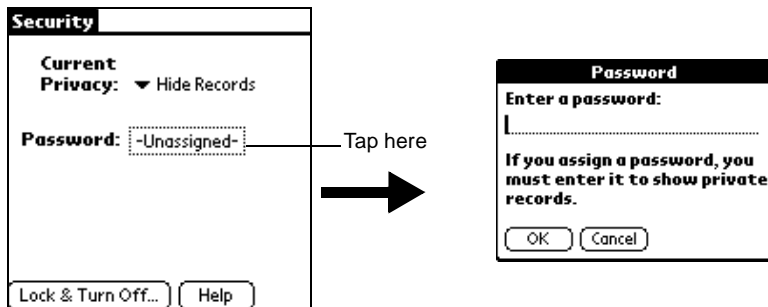 Security
Current
Privacy: Hide Records
Password: -Unassigned-
Tap here
Lock & Turn Off... Help
Password
Enter a password:
If you assign a password, you
must enter it to show private
records.
OK Cancel